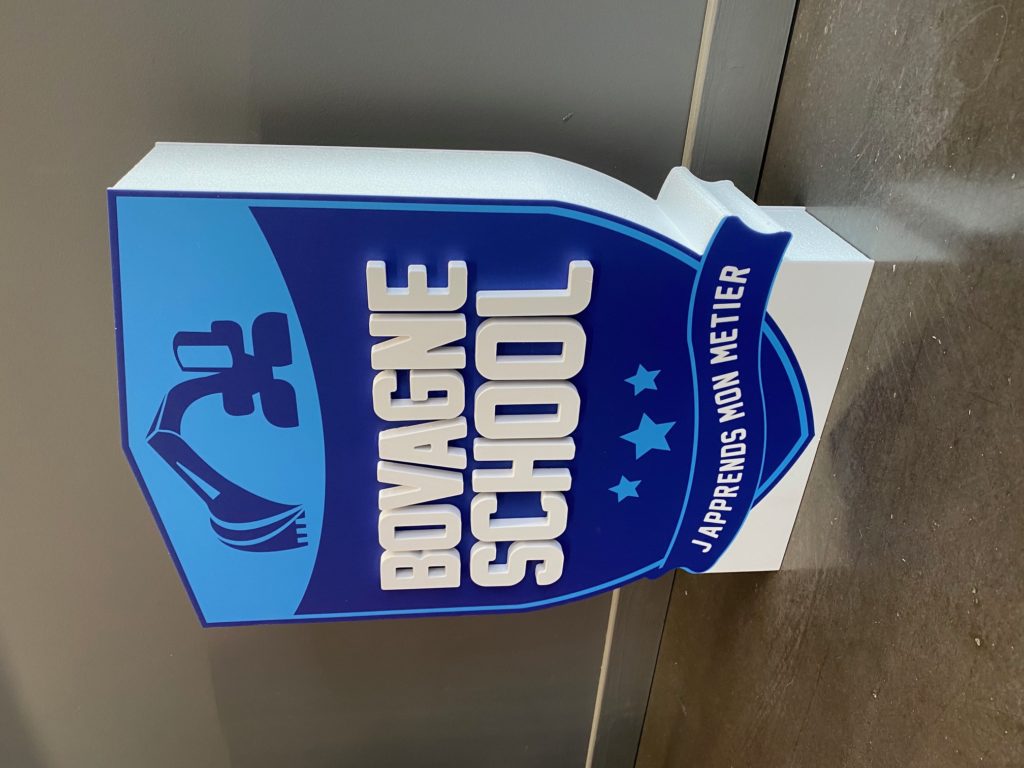 BOVAGNE
SCHOOL
J APPRENDS MON METIER